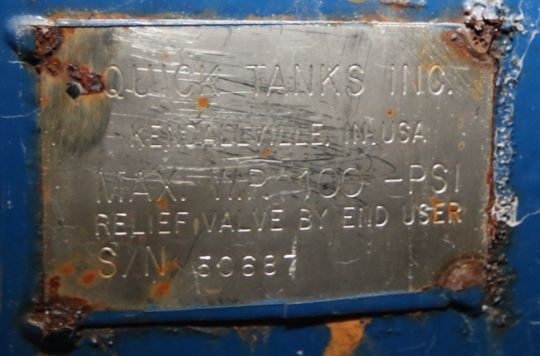 QUICK TANKS INC.
KENDALLVILLE, IN. USA
MAX. W.P. 100 -PSI
RELIEF VALVE BY END USER
S/N 30687